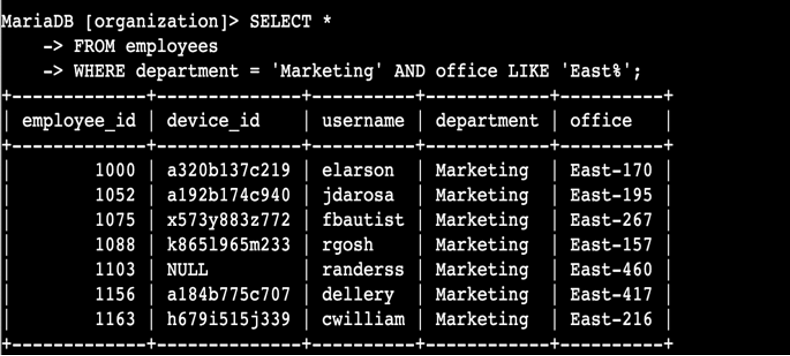 MariaDB [organization]> SELECT *
    -> FROM employees
    -> WHERE department = 'Marketing' AND office LIKE 'East%';
+-------------+--------------+----------+------------+----------+
| employee_id | device_id    | username | department | office   |
+-------------+--------------+----------+------------+----------+
|        1000 | a320b137c219 | elarson  | Marketing  | East-170 |
|        1052 | a192b174c940 | jdarosa  | Marketing  | East-195 |
|        1075 | x573y883z772 | fbautist | Marketing  | East-267 |
|        1088 | k865l965m233 | rgosh    | Marketing  | East-157 |
|        1103 | NULL         | randerss | Marketing  | East-460 |
|        1156 | a184b775c707 | dellery  | Marketing  | East-417 |
|        1163 | h679i515j339 | cwilliam | Marketing  | East-216 |
+-------------+--------------+----------+------------+----------+